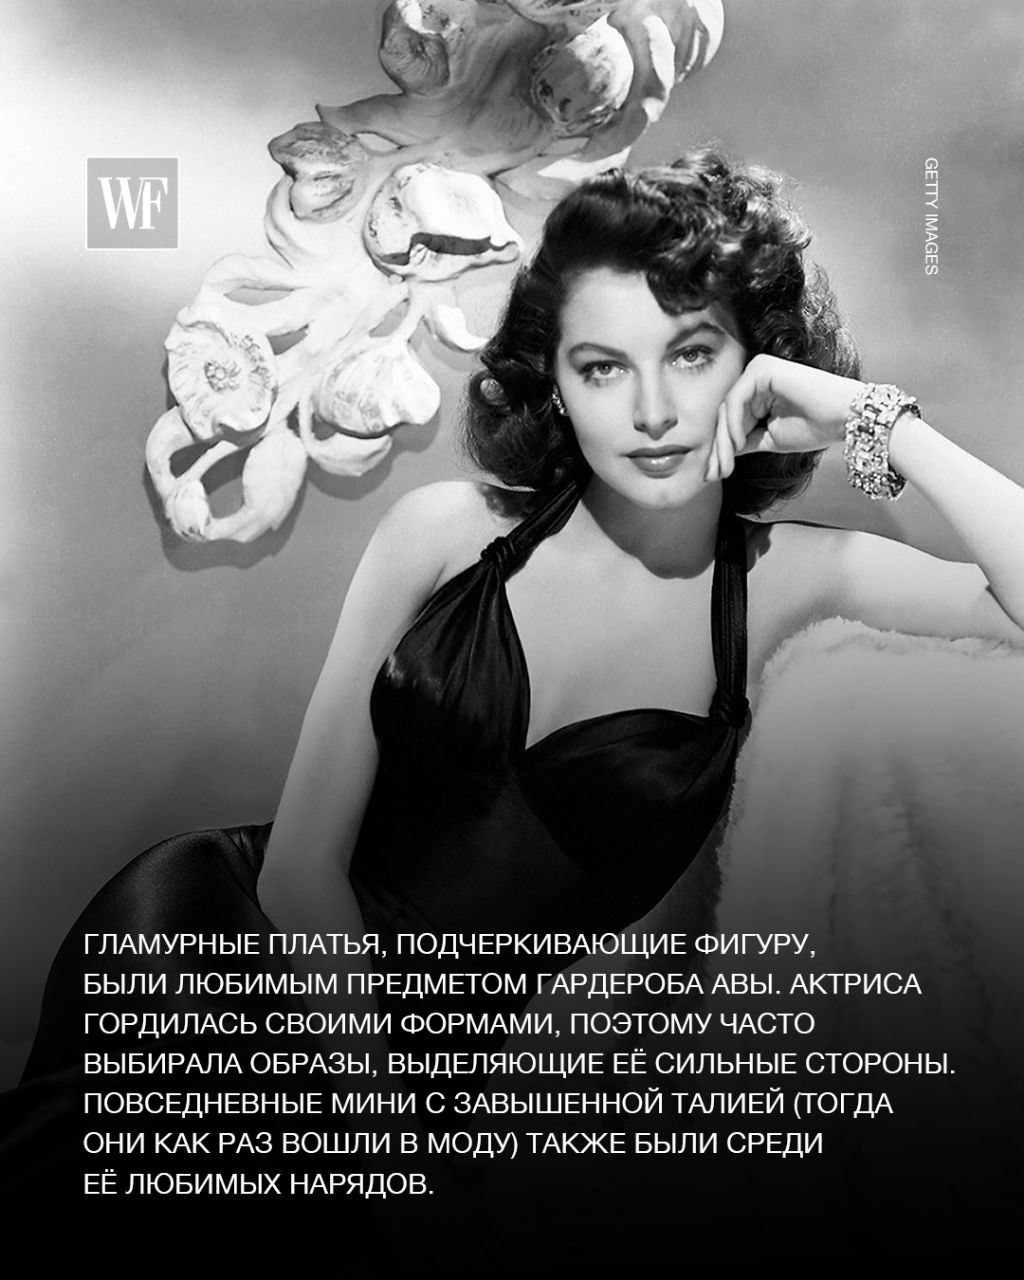 WF
GETTY IMAGES
ГЛАМУРНЫЕ ПЛАТЬЯ, ПОДЧЕРКИВАЮЩИЕ ФИГУРУ,
БЫЛИ ЛЮБИМЫМ ПРЕДМЕТОМ ГАРДЕРОБА АВЫ. АКТРИСА
ГОРДИЛАСЬ СВОИМИ ФОРМАМИ, ПОЭТОМУ ЧАСТО
ВЫБИРАЛА ОБРАЗЫ, ВЫДЕЛЯЮЩИЕ ЕЁ СИЛЬНЫЕ СТОРОНЫ.
ПОВСЕДНЕВНЫЕ МИНИ С ЗАВЫШЕННОЙ ТАЛИЕЙ (ТОГДА
ОНИ КАК РАЗ ВОШЛИ В МОДУ) ТАКЖЕ БЫЛИ СРЕДИ
ЕЁ ЛЮБИМЫХ НАРЯДОВ.